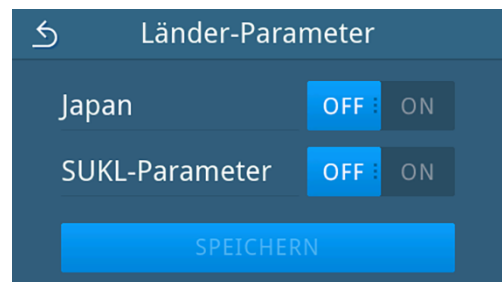 Länder-Parameter
Japan OFF ON
SUKL-Parameter OFF ON
SPEICHERN